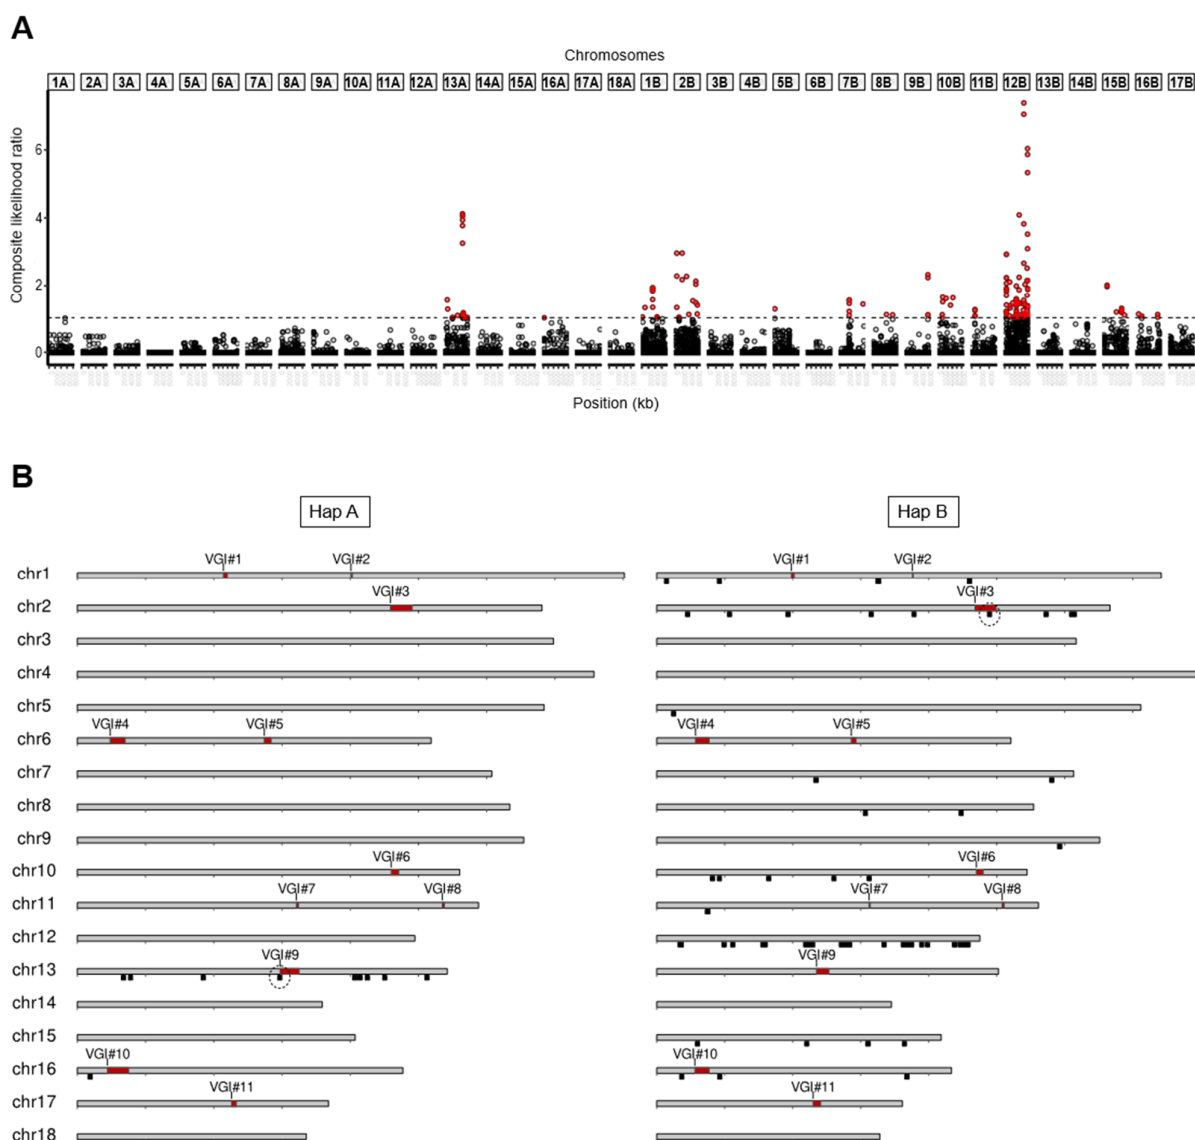 A
Chromosomes
1A 2A 3A 4A 5A 6A 7A 8A 9A 10A 11A 12A 13A 14A 15A 16A 17A 18A 1B 2B 3B 4B 5B 6B 7B 8B 9B 10B 11B 12B 13B 14B 15B 16B 17B
Composite likelihood ratio
6
4
2
0
Position (kb)
B
Hap A Hap B
VGI#1 VGI#2 VGI#1 VGI#2
chr1
VGI#3 VGI#3
chr2
chr3
chr4
chr5
VGI#4 VGI#5 VGI#4 VGI#5
chr6
chr7
chr8
chr9
VGI#6 VGI#6
chr10
VGI#7 VGI#8 VGI#7 VGI#8
chr11
chr12
VGI#9 VGI#9
chr13
chr14
chr15
VGI#10 VGI#10
chr16
VGI#11 VGI#11
chr17
chr18